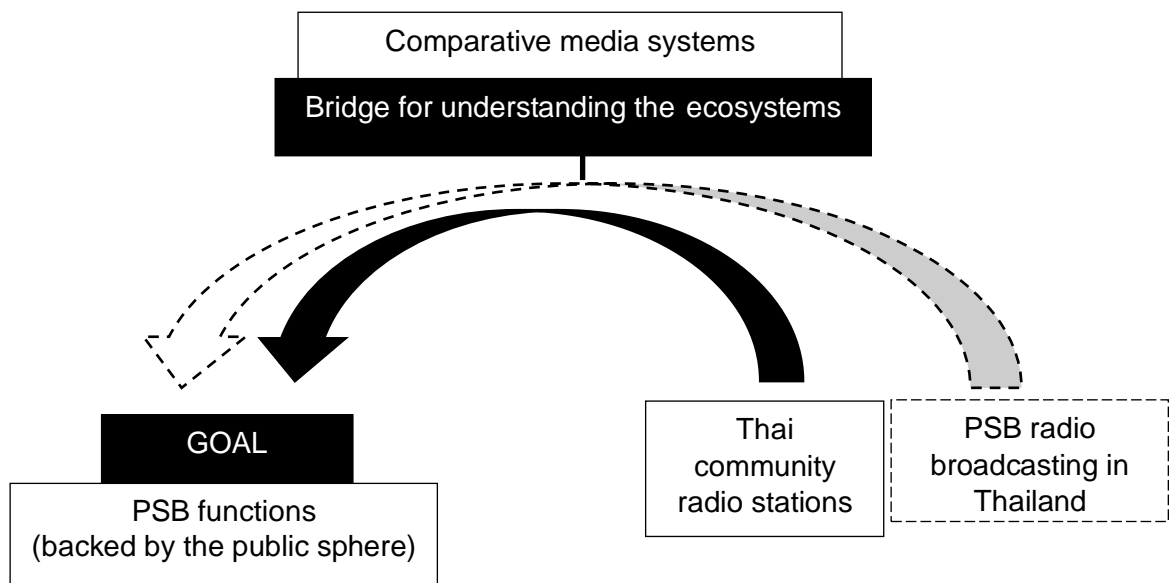 Comparative media systems
Bridge for understanding the ecosystems
GOAL
PSB functions
(backed by the public sphere)
Thai
community
radio stations
PSB radio
broadcasting in
Thailand